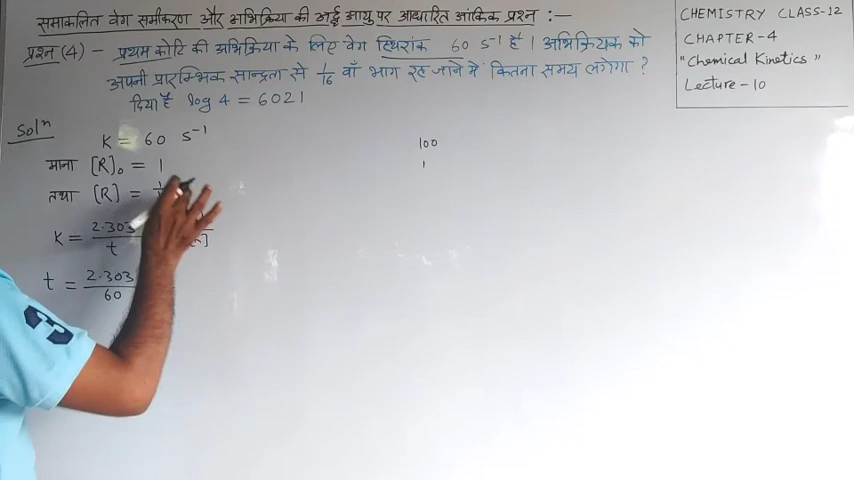 समाकलित वेग समीकरण और अभिक्रिया की अर्द्ध आयु पर आधारित आंकिक प्रश्न :—
प्रश्न (4) – प्रथम कोटि की अभिक्रिया के लिए वेग स्थिरांक 60 s⁻¹ है । अभिक्रियक को
अपनी प्रारम्भिक सान्द्रता से 1/16 वाँ भाग रह जाने में कितना समय लगेगा ?
दिया है log 4 = 6021
CHEMISTRY CLASS-12
CHAPTER-4
"Chemical Kinetics"
Lecture-10
Solⁿ
K = 60 s⁻¹
माना [R]₀ = 1
तथा [R] =
K = 2.303/t
t = 2.303/60
100
1